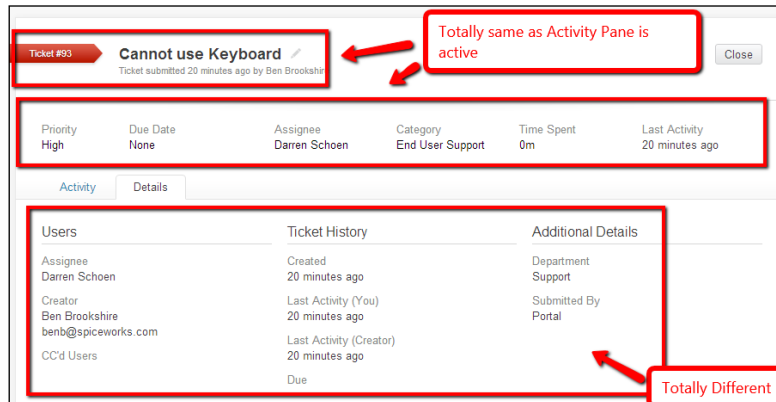 Ticket #93
Cannot use Keyboard
Ticket submitted 20 minutes ago by Ben Brookshire
Totally same as Activity Pane is
active
Close
Priority Due Date Assignee Category Time Spent Last Activity
High None Darren Schoen End User Support 0m 20 minutes ago
Activity Details
Users
Assignee
Darren Schoen
Creator
Ben Brookshire
benb@spiceworks.com
CC'd Users
Ticket History
Created
20 minutes ago
Last Activity (You)
20 minutes ago
Last Activity (Creator)
20 minutes ago
Due
Additional Details
Department
Support
Submitted By
Portal
Totally Different